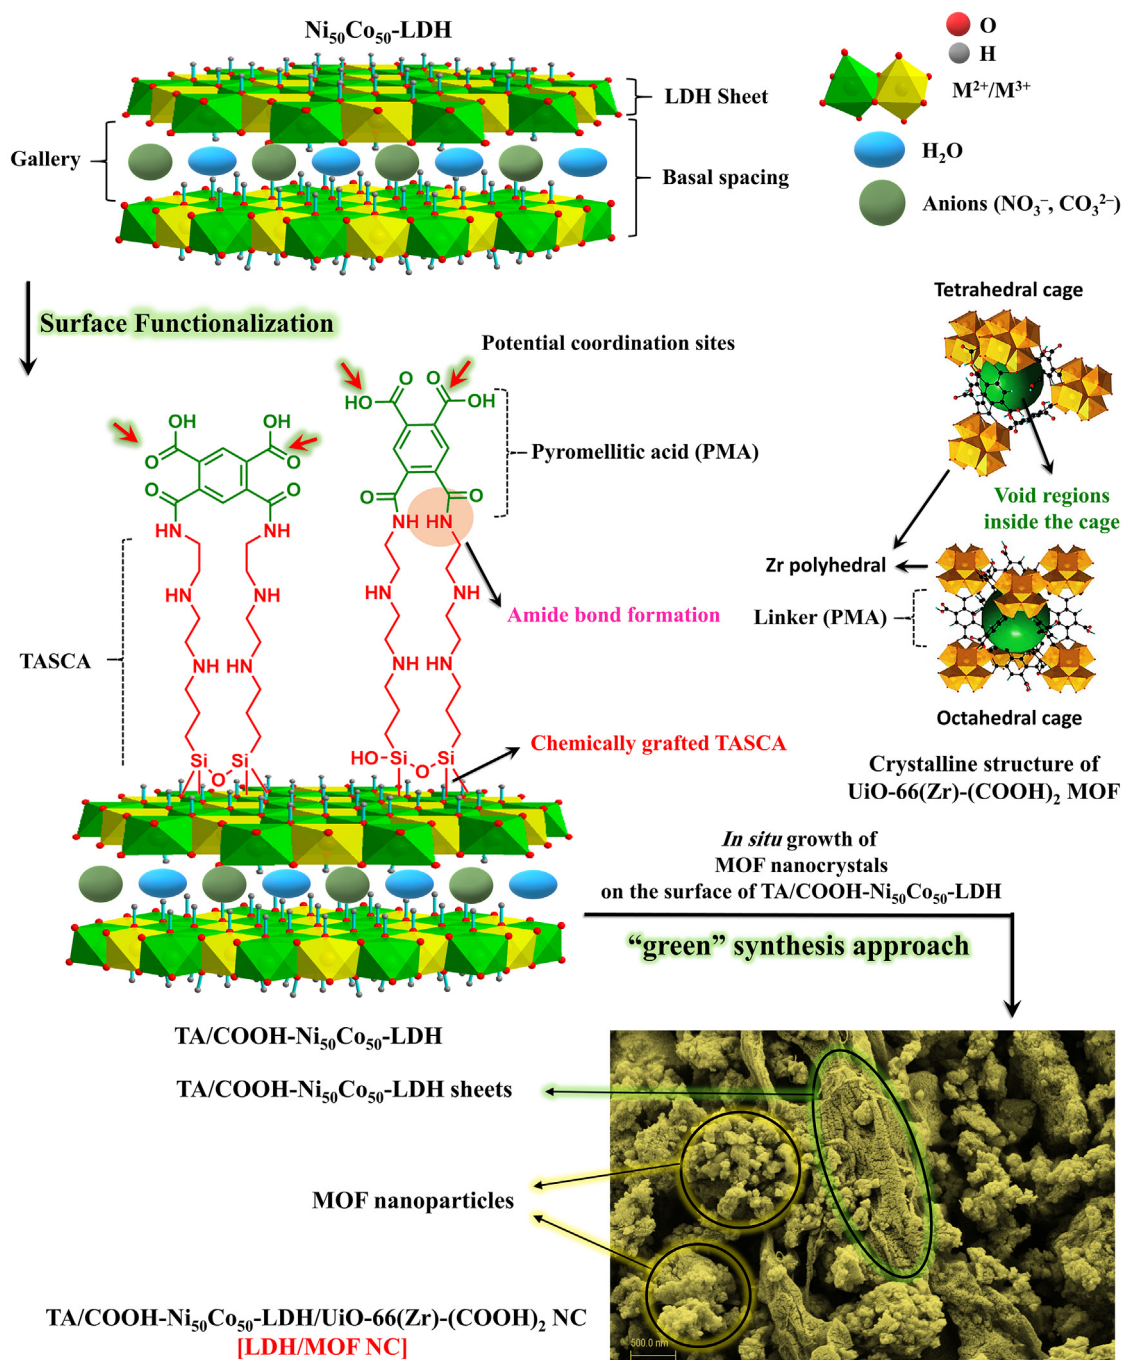 Ni₅₀Co₅₀-LDH
LDH Sheet
Gallery
Basal spacing
O
H
M²⁺/M³⁺
H₂O
Anions (NO₃⁻, CO₃²⁻)
Surface Functionalization
Potential coordination sites
O
O
HO
OH
Pyromellitic acid (PMA)
O
O
NH
HN
NH
HN
NH
HN
HO
Si
O
Si
Amide bond formation
Chemically grafted TASCA
OH
OH
O
O
O
O
NH
HN
NH
HN
NH
HN
Si
O
Si
TASCA
Tetrahedral cage
Void regions
inside the cage
Zr polyhedral
Linker (PMA)
Octahedral cage
Crystalline structure of
UiO-66(Zr)-(COOH)₂ MOF
In situ growth of
MOF nanocrystals
on the surface of TA/COOH-Ni₅₀Co₅₀-LDH
“green” synthesis approach
TA/COOH-Ni₅₀Co₅₀-LDH
TA/COOH-Ni₅₀Co₅₀-LDH sheets
MOF nanoparticles
TA/COOH-Ni₅₀Co₅₀-LDH/UiO-66(Zr)-(COOH)₂ NC
[LDH/MOF NC]
500.0 nm